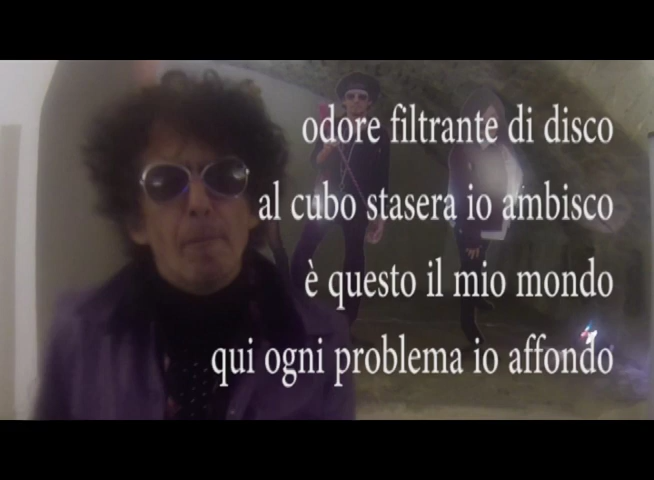 odore filtrante di disco
al cubo stasera io ambisco
è questo il mio mondo
qui ogni problema io affondo